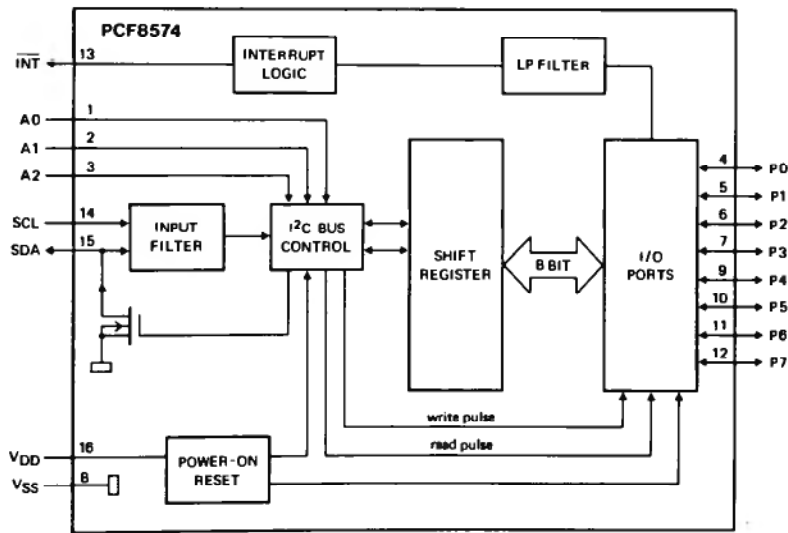 PCF8574
INT 13
INTERRUPT
LOGIC
LP FILTER
A0 1
A1 2
A2 3
SCL 14
SDA 15
INPUT
FILTER
I²C BUS
CONTROL
SHIFT
REGISTER
8 BIT
I/O
PORTS
4 P0
5 P1
6 P2
7 P3
9 P4
10 P5
11 P6
12 P7
write pulse
read pulse
VDD 16
VSS 8
POWER-ON
RESET